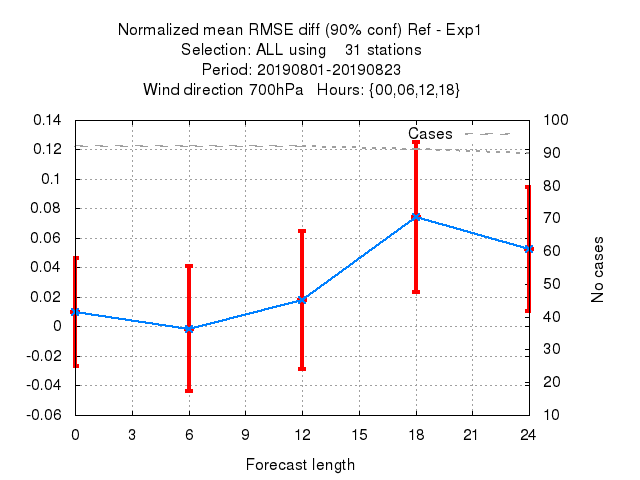 Normalized mean RMSE diff (90% conf) Ref - Exp1
Selection: ALL using    31 stations
Period: 20190801-20190823
Wind direction 700hPa   Hours: {00,06,12,18}
0.14
0.12
0.1
0.08
0.06
0.04
0.02
0
-0.02
-0.04
-0.06
Cases
100
90
80
70
60
50
40
30
20
10
No cases
0 3 6 9 12 15 18 21 24
Forecast length